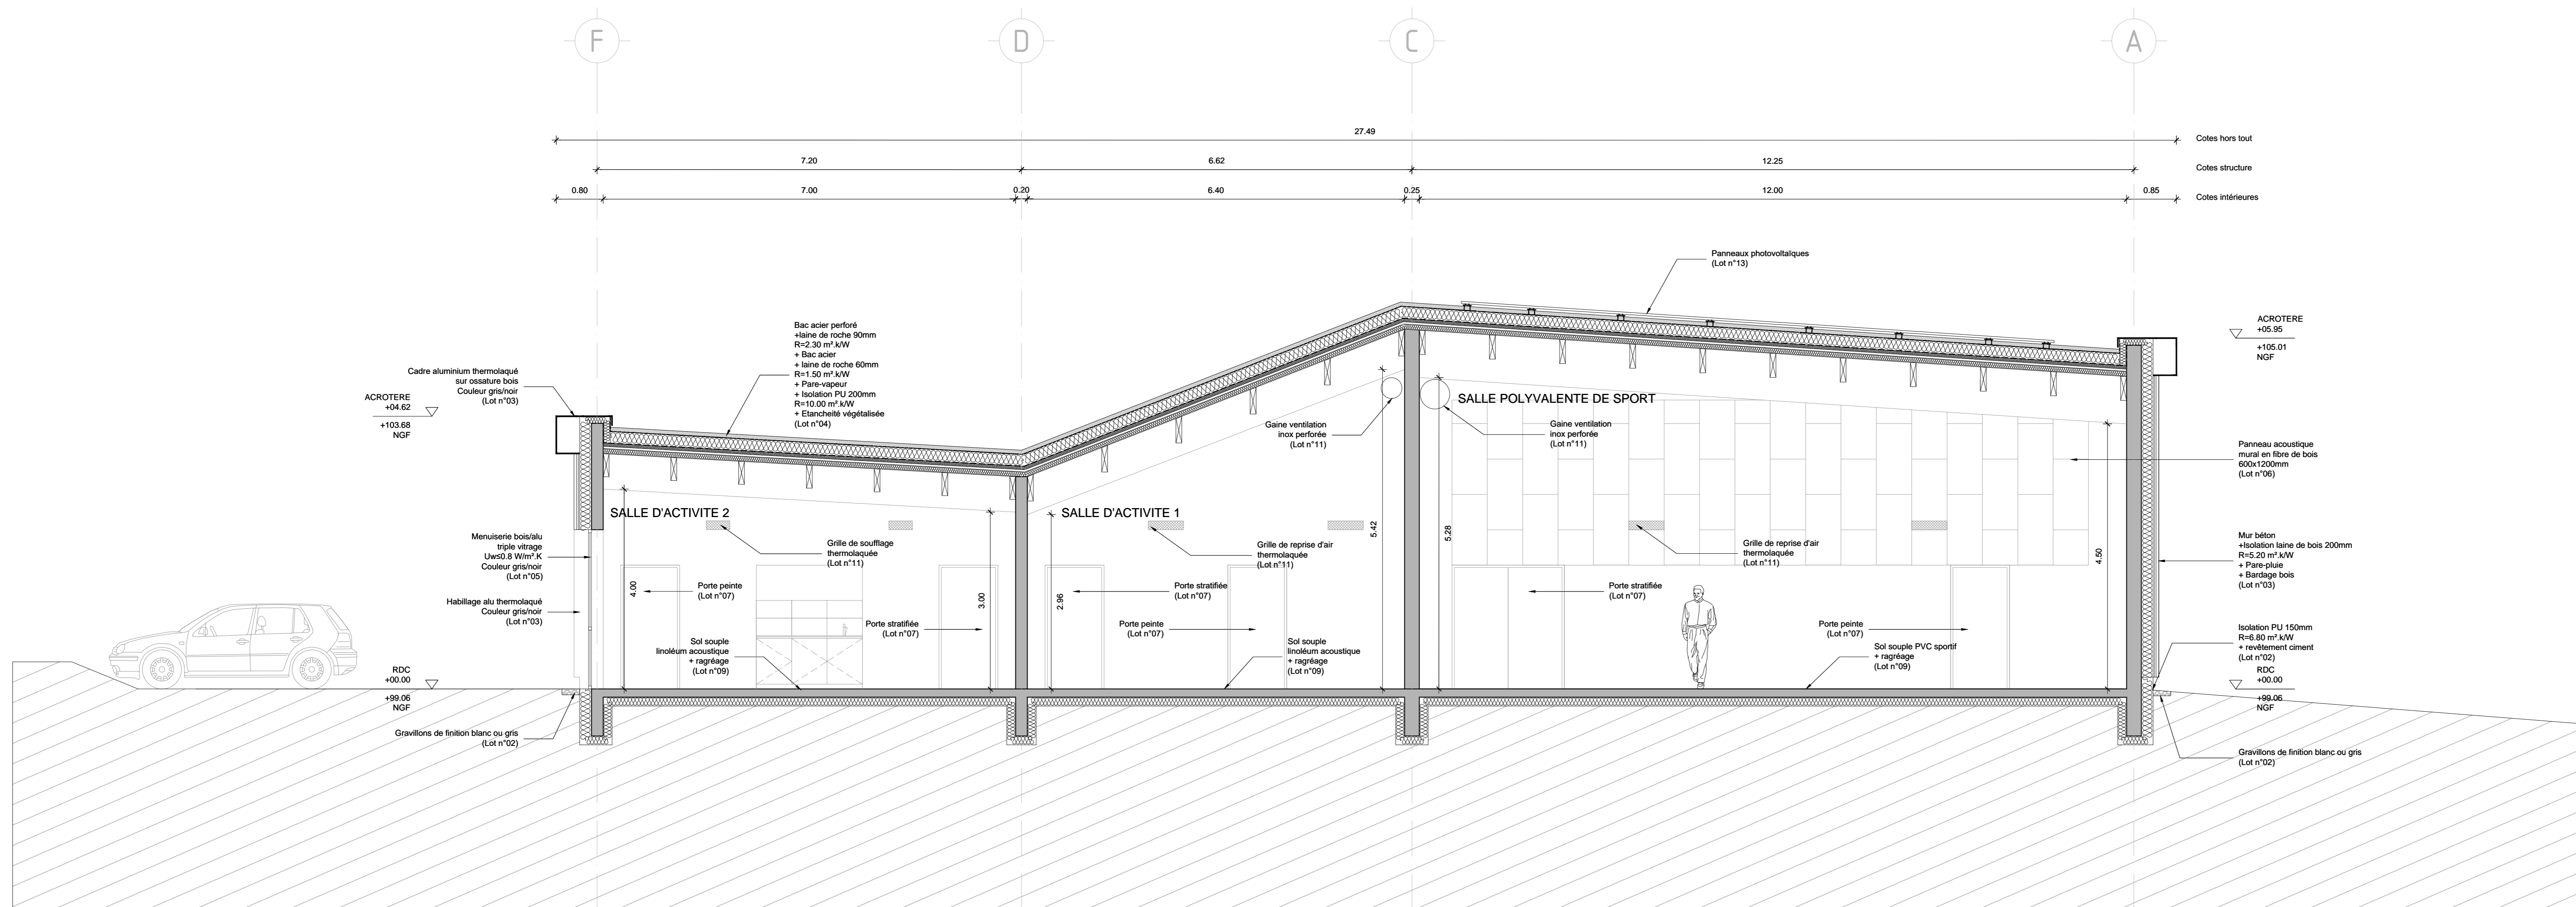 F
D
C
A
27.49
Cotes hors tout
7.20
6.62
12.25
Cotes structure
0.80
7.00
0.20
6.40
0.25
12.00
0.85
Cotes intérieures
Panneaux photovoltaïques
(Lot n°13)
Bac acier perforé
+laine de roche 90mm
R=2.30 m².k/W
+ Bac acier
+ laine de roche 60mm
R=1.50 m².k/W
+ Pare-vapeur
+ Isolation PU 200mm
R=10.00 m².k/W
+ Etancheité végétalisée
(Lot n°04)
ACROTERE
+05.95
+105.01
NGF
Cadre aluminium thermolaqué
sur ossature bois
Couleur gris/noir
(Lot n°03)
ACROTERE
+04.62
+103.68
NGF
SALLE POLYVALENTE DE SPORT
Gaine ventilation
inox perforée
(Lot n°11)
Gaine ventilation
inox perforée
(Lot n°11)
Panneau acoustique
mural en fibre de bois
600x1200mm
(Lot n°06)
SALLE D'ACTIVITE 2
SALLE D'ACTIVITE 1
5.42
5.28
4.50
Menuiserie bois/alu
triple vitrage
Uw≤0.8 W/m².K
Couleur gris/noir
(Lot n°05)
Grille de soufflage
thermolaquée
(Lot n°11)
Grille de reprise d'air
thermolaquée
(Lot n°11)
Grille de reprise d'air
thermolaquée
(Lot n°11)
Mur béton
+Isolation laine de bois 200mm
R=5.20 m².k/W
+ Pare-pluie
+ Bardage bois
(Lot n°03)
4.00
Porte peinte
(Lot n°07)
3.00
2.96
Porte stratifiée
(Lot n°07)
Porte stratifiée
(Lot n°07)
Habillage alu thermolaqué
Couleur gris/noir
(Lot n°03)
Porte stratifiée
(Lot n°07)
Porte peinte
(Lot n°07)
Porte peinte
(Lot n°07)
Isolation PU 150mm
R=6.80 m².k/W
+ revêtement ciment
(Lot n°02)
Sol souple
linoléum acoustique
+ ragréage
(Lot n°09)
Sol souple
linoléum acoustique
+ ragréage
(Lot n°09)
Sol souple PVC sportif
+ ragréage
(Lot n°09)
RDC
+00.00
+99.06
NGF
RDC
+00.00
+99.06
NGF
Gravillons de finition blanc ou gris
(Lot n°02)
Gravillons de finition blanc ou gris
(Lot n°02)